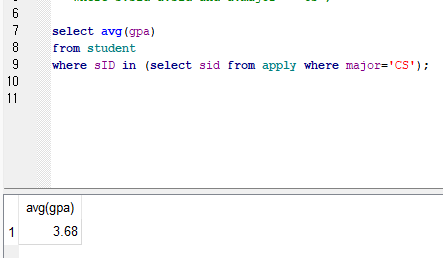 6
7 select avg(gpa)
8 from student
9 where sID in (select sid from apply where major='CS');
10
11
avg(gpa)
1 3.68